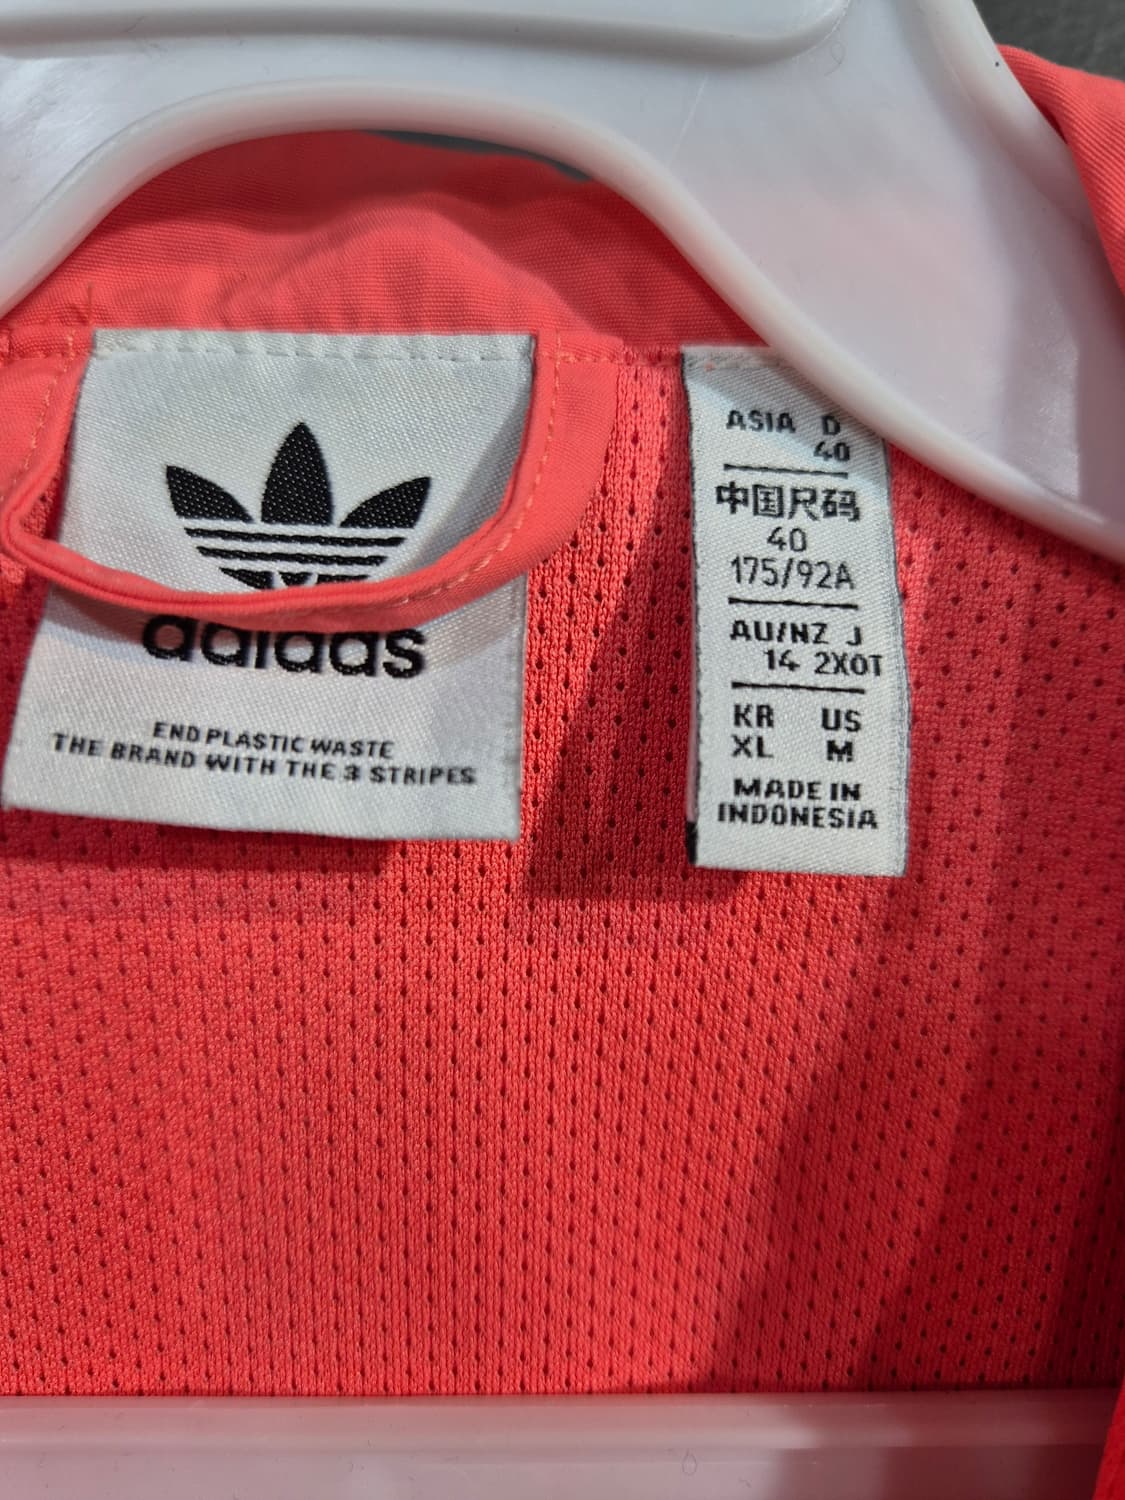 adidas
END PLASTIC WASTE
THE BRAND WITH THE 3 STRIPES
ASIA D
40
中国尺码
40
175/92A
AU/NZ J
14 2XOT
KR US
XL M
MADE IN
INDONESIA